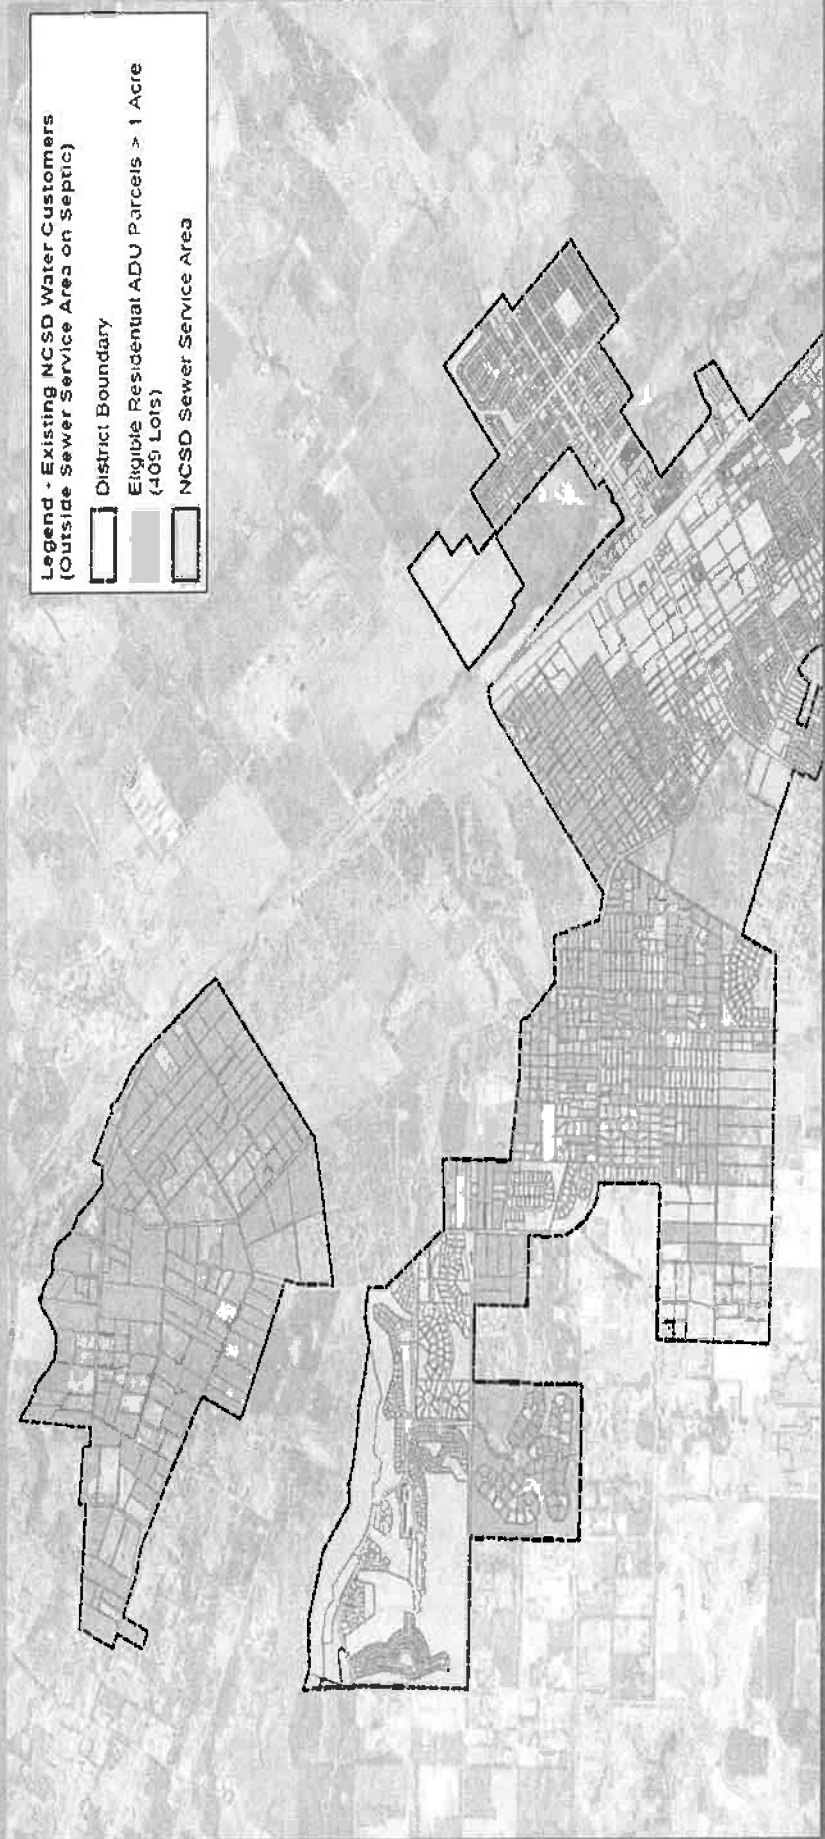 Legend - Existing NCSD Water Customers
(Outside Sewer Service Area on Septic)
District Boundary
Eligible Residential ADU Parcels > 1 Acre
(409 Lots)
NCSD Sewer Service Area